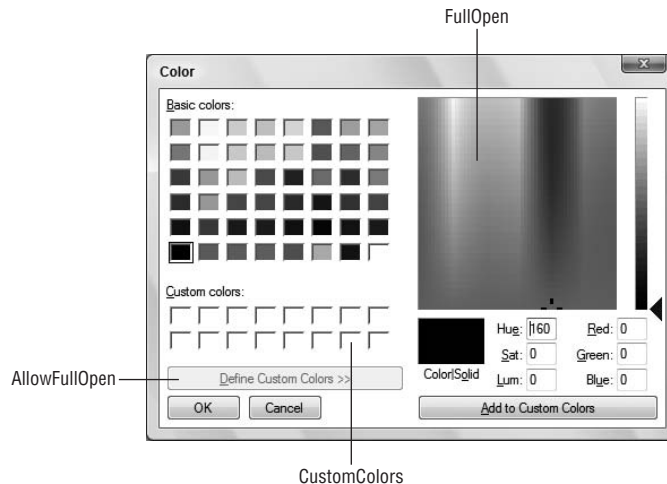 FullOpen
Color
Basic colors:
Custom colors:
Define Custom Colors >>
OK
Cancel
Color|Solid
Hue: 160
Sat: 0
Lum: 0
Red: 0
Green: 0
Blue: 0
Add to Custom Colors
AllowFullOpen
CustomColors